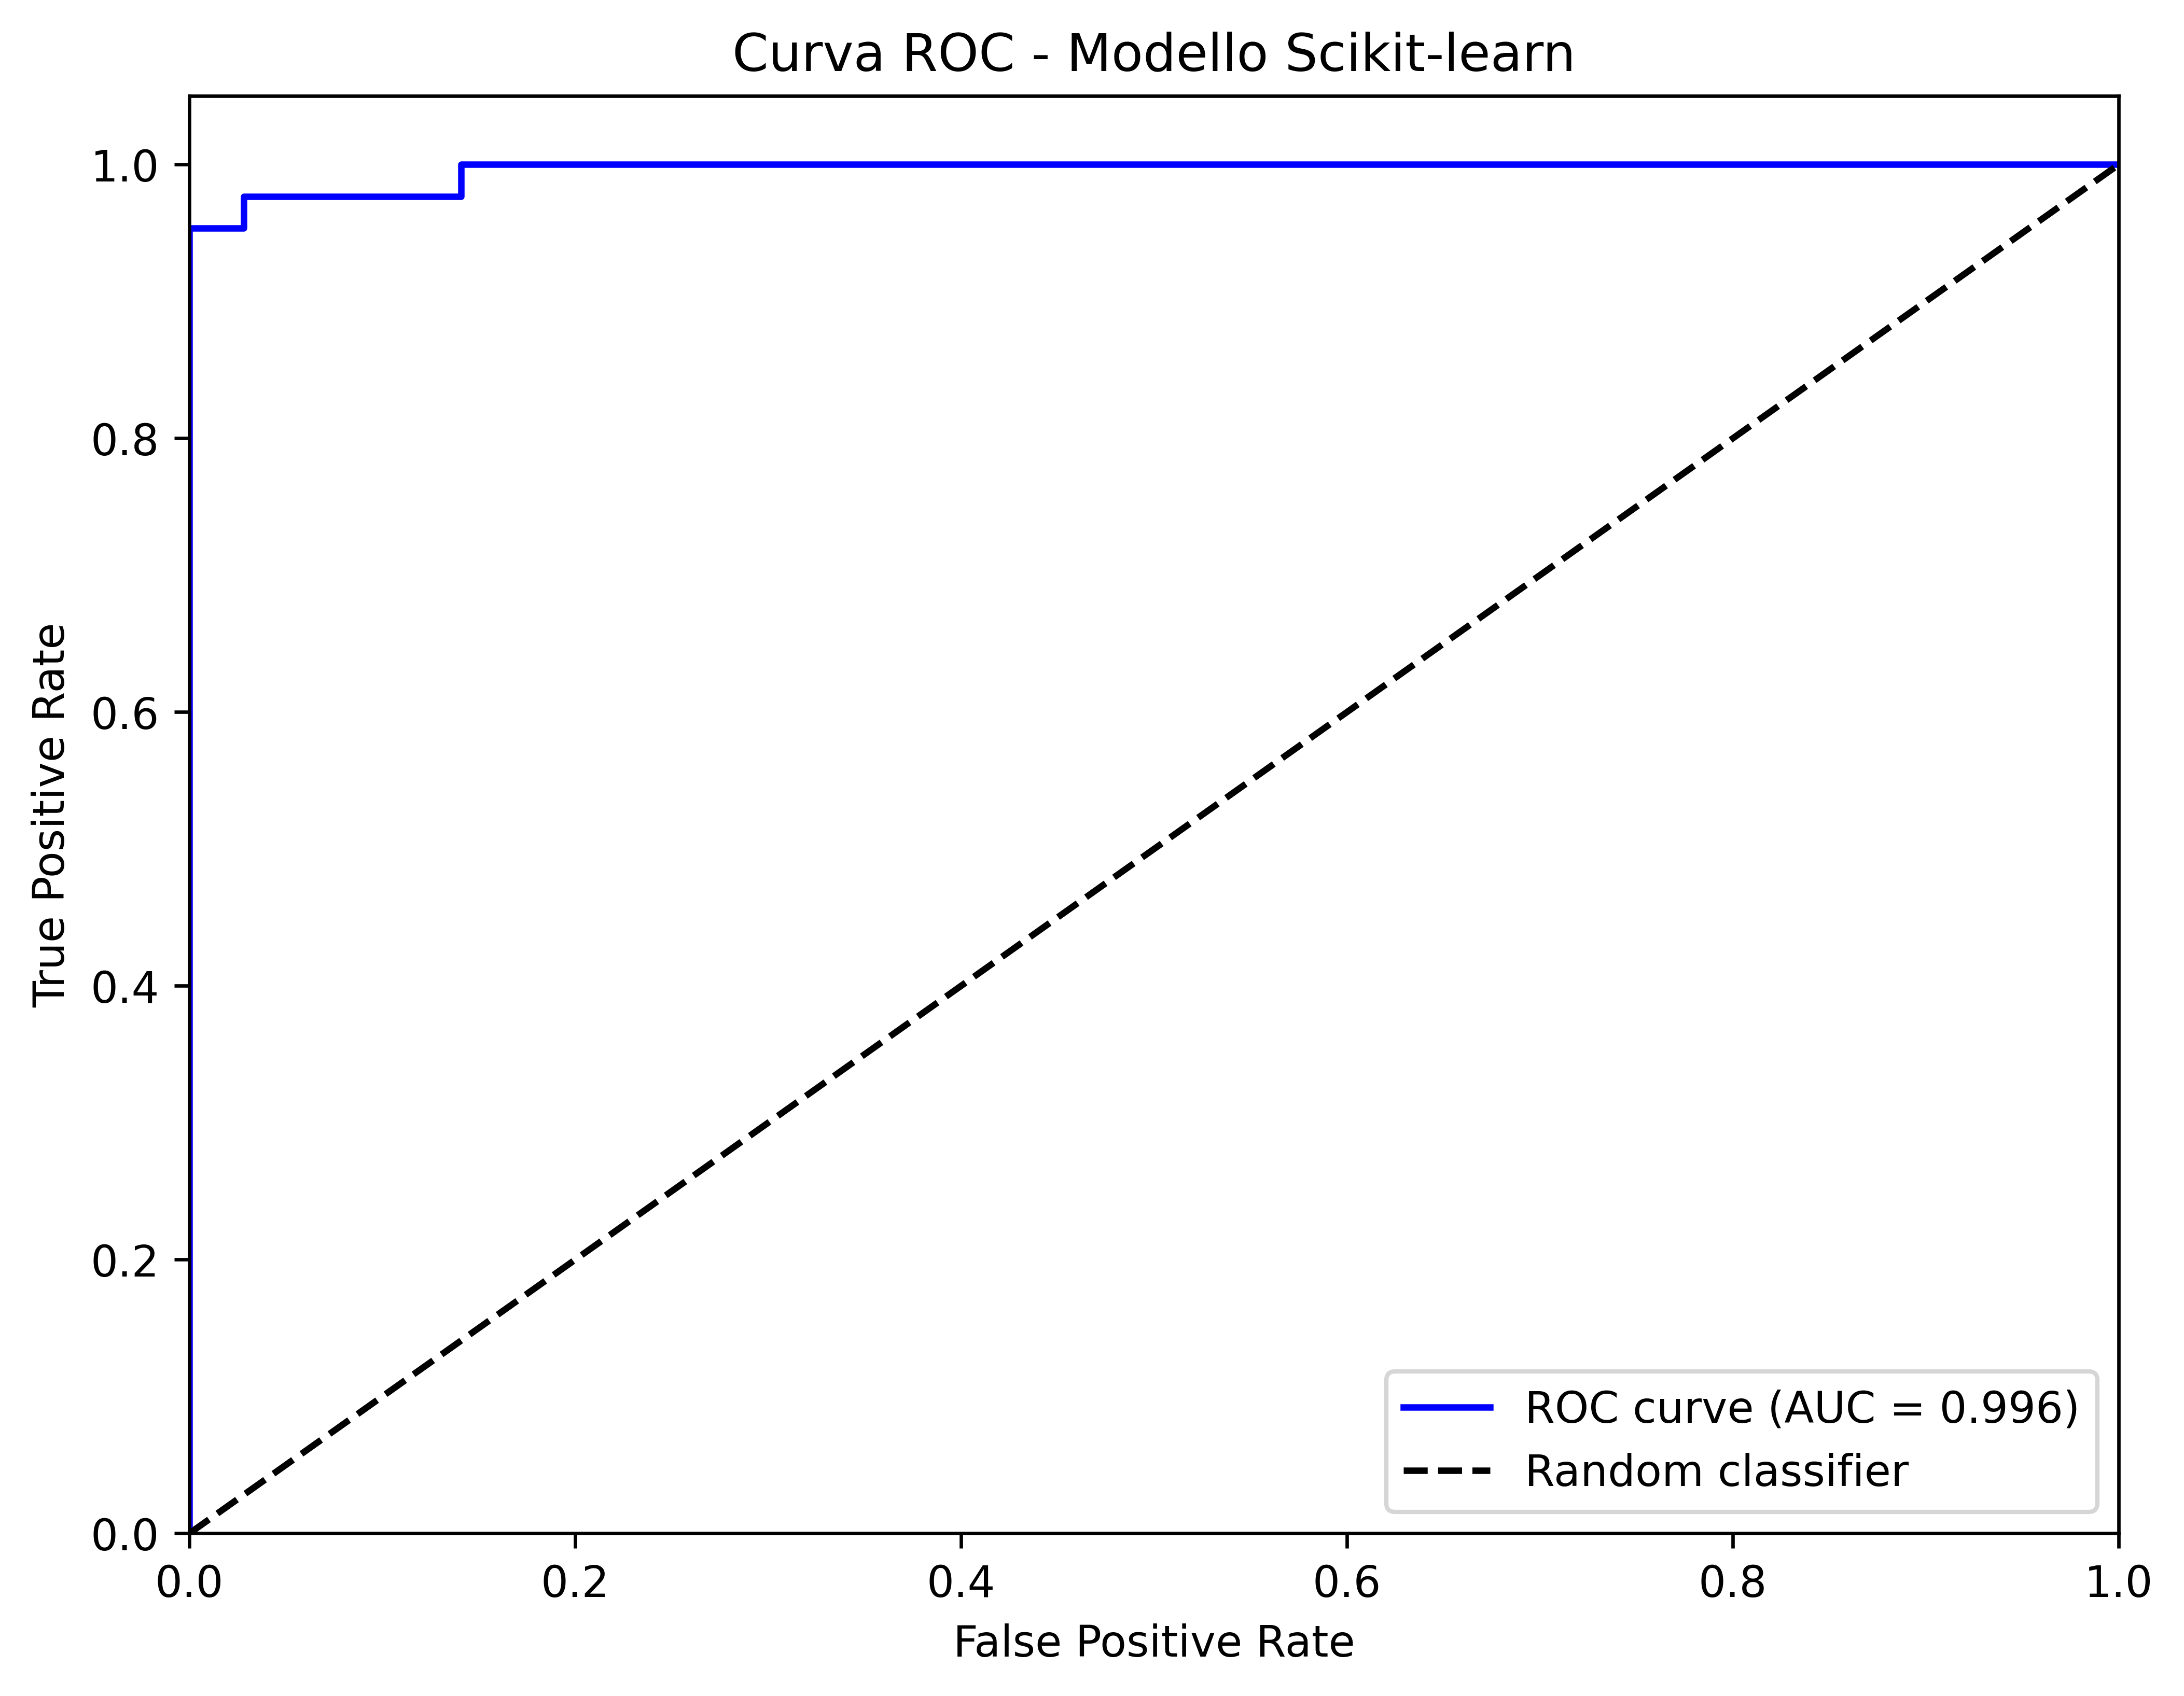 Curva ROC - Modello Scikit-learn
True Positive Rate
1.0
0.8
0.6
0.4
0.2
0.0
0.0 0.2 0.4 0.6 0.8 1.0
False Positive Rate
ROC curve (AUC = 0.996)
Random classifier